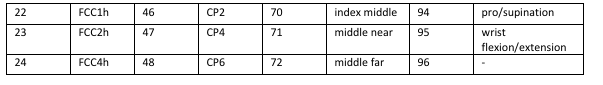 22 FCC1h 46 CP2 70 index middle 94 pro/supination
23 FCC2h 47 CP4 71 middle near 95 wrist
flexion/extension
24 FCC4h 48 CP6 72 middle far 96 -